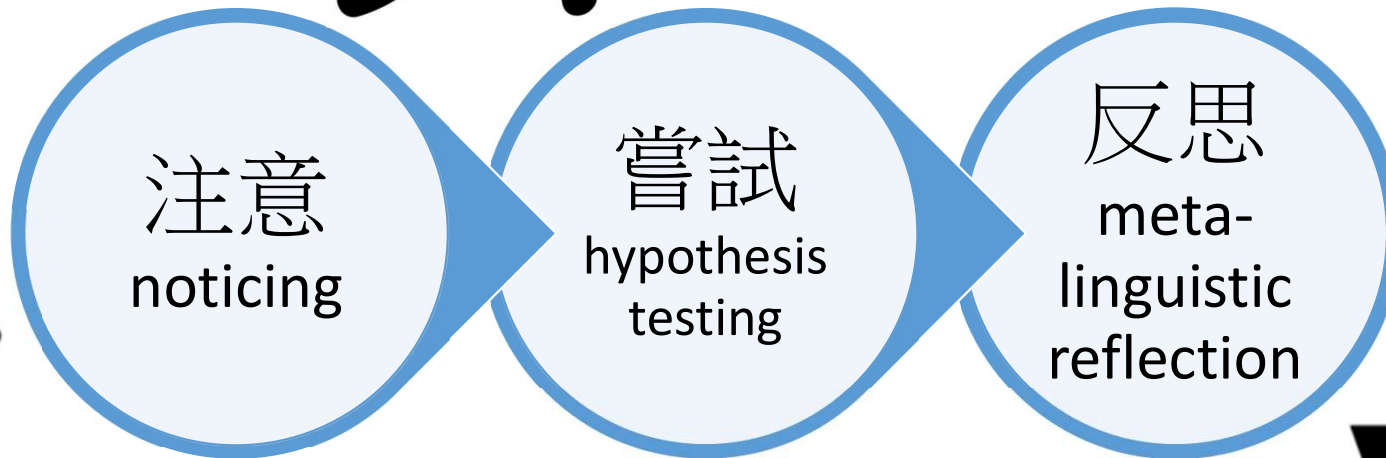 注意
noticing
嘗試
hypothesis
testing
反思
meta-
linguistic
reflection